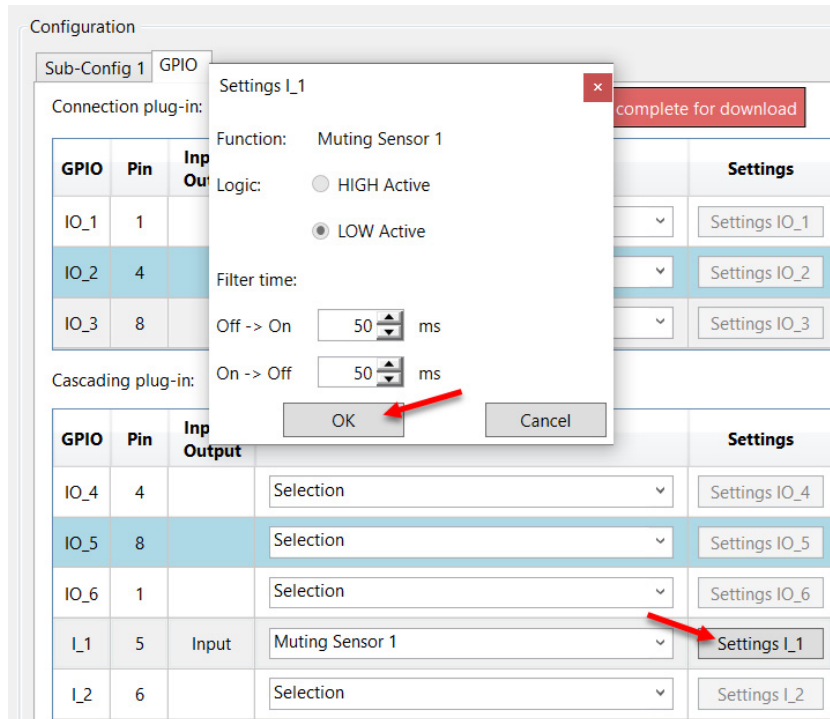 Configuration
Sub-Config 1 GPIO
Connection plug-in:
complete for download
GPIO Pin Inp Out Settings
IO_1 1 Settings IO_1
IO_2 4 Settings IO_2
IO_3 8 Settings IO_3
Settings I_1 ×
Function: Muting Sensor 1
Logic: HIGH Active
LOW Active
Filter time:
Off -> On 50 ms
On -> Off 50 ms
OK Cancel
Cascading plug-in:
GPIO Pin Inp Output Settings
IO_4 4 Selection Settings IO_4
IO_5 8 Selection Settings IO_5
IO_6 1 Selection Settings IO_6
I_1 5 Input Muting Sensor 1 Settings I_1
I_2 6 Selection Settings I_2